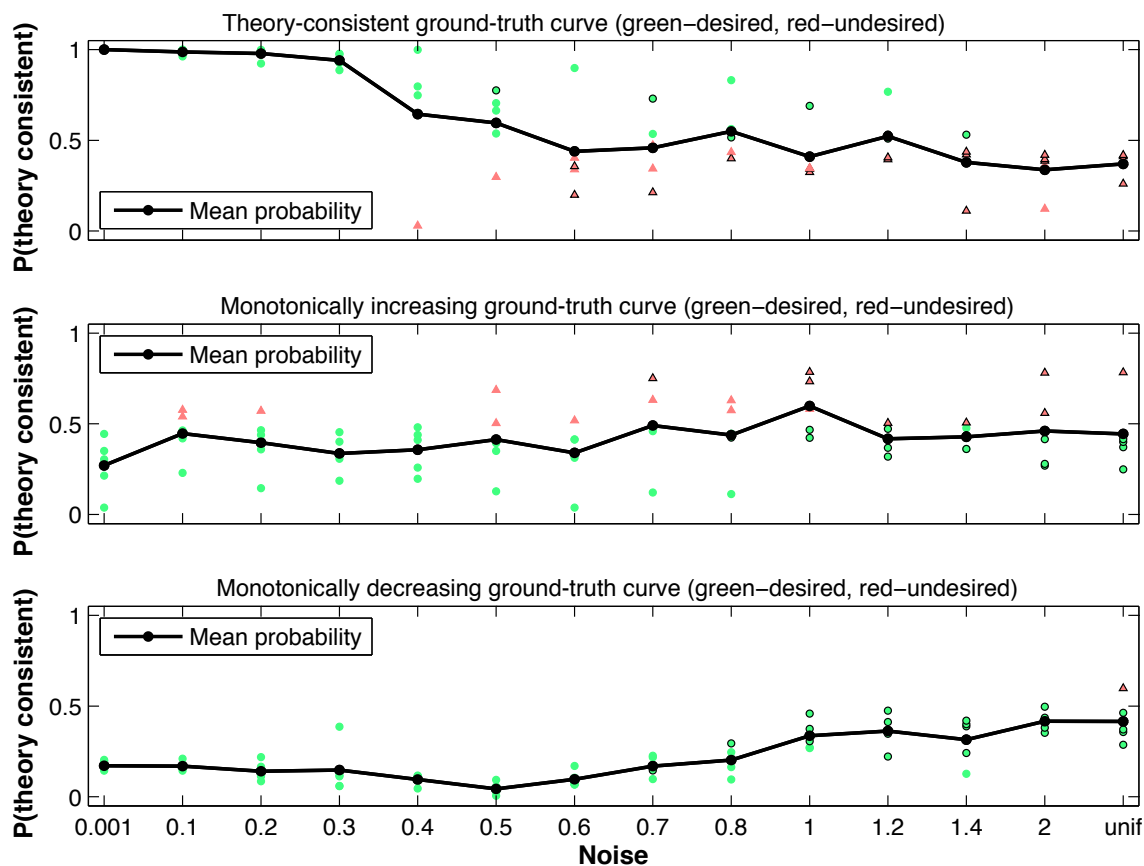 Theory−consistent ground−truth curve (green−desired, red−undesired)
P(theory consistent)
1
0.5
0
Mean probability
Monotonically increasing ground−truth curve (green−desired, red−undesired)
P(theory consistent)
1
0.5
0
Mean probability
Monotonically decreasing ground−truth curve (green−desired, red−undesired)
P(theory consistent)
1
0.5
0
Mean probability
0.001 0.1 0.2 0.3 0.4 0.5 0.6 0.7 0.8 1 1.2 1.4 2 unif
Noise